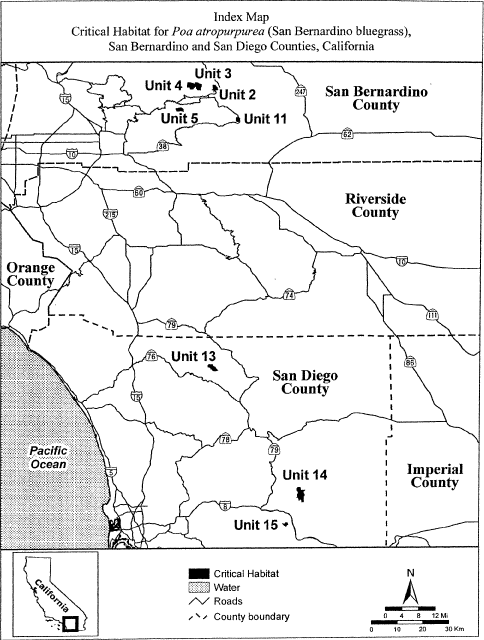 Index Map
Critical Habitat for Poa atropurpurea (San Bernardino bluegrass),
San Bernardino and San Diego Counties, California
Unit 3
Unit 4
Unit 2
15
247
San Bernardino
County
Unit 5
Unit 11
38
62
10
60
Riverside
County
215
15
Orange
County
10
74
111
79
76
Unit 13
86
San Diego
County
15
78
79
Pacific
Ocean
5
Unit 14
Imperial
County
8
Unit 15
California
Critical Habitat
Water
Roads
County boundary
N
0 4 8 12 Mi
0 10 20 30 Km